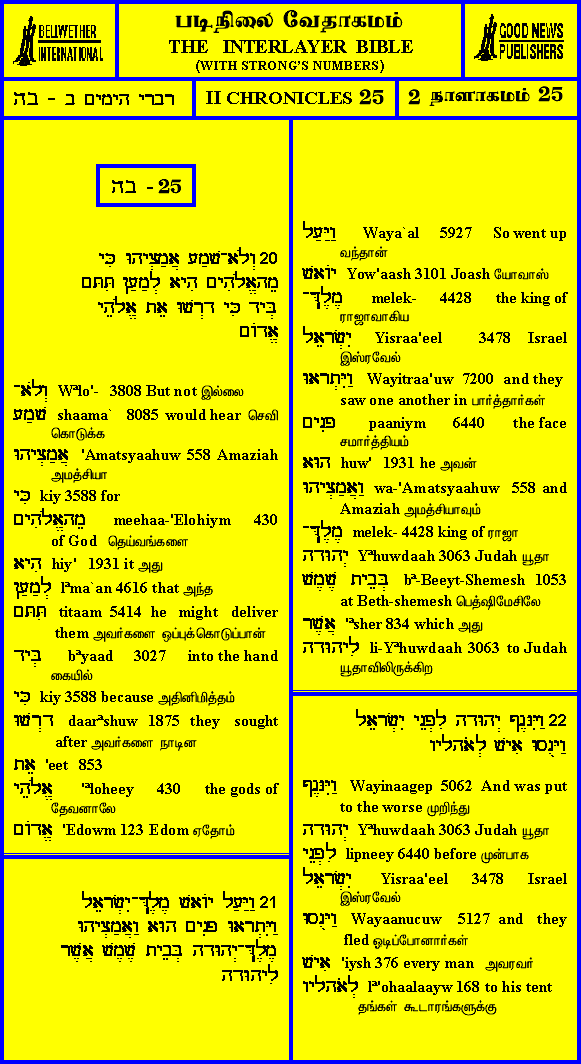 BELLWETHER
INTERNATIONAL
படிநிலை வேதாகமம்
THE INTERLAYER BIBLE
(WITH STRONG'S NUMBERS)
GOOD NEWS
PUBLISHERS
דברי הימים ב - בה
II CHRONICLES 25
2 நாளாகமம் 25
בה - 25
20 וְלֹא־שָׁמַע אֲמַצְיָהוּ כִּי
מֵהָאֱלֹהִים הִיא לְמַעַן תִּתָּם
בְּיָד כִּי דָרְשׁוּ אֵת אֱלֹהֵי
אֱדוֹם
וְלֹא־ Wᵃlo'- 3808 But not இல்லை
שָׁמַע shaama` 8085 would hear செவி
கொடுக்க
אֲמַצְיָהוּ 'Amatsyaahuw 558 Amaziah
அமத்சியா
כִּי kiy 3588 for
מֵהָאֱלֹהִים meehaa-'Elohiym 430
of God தெய்வங்களை
הִיא hiy' 1931 it அது
לְמַעַן lᵃma`an 4616 that அந்த
תִּתָּם titaam 5414 he might deliver
them அவர்களை ஒப்புக்கொடுப்பான்
בְּיָד bᵃyaad 3027 into the hand
கையில்
כִּי kiy 3588 because அதினிமித்தம்
דָרְשׁוּ daarᵃshuw 1875 they sought
after அவர்களை நாடின
אֵת 'eet 853
אֱלֹהֵי 'ᵉloheey 430 the gods of
தேவனாலே
אֱדוֹם 'Edowm 123 Edom ஏதோம்
21 וַיַּעַל יוֹאָשׁ מֶלֶךְ־יִשְׂרָאֵל
וַיִּתְרָאוּ פָנִים הוּא וַאֲמַצְיָהוּ
מֶלֶךְ־יְהוּדָה בְּבֵית שֶׁמֶשׁ אֲשֶׁר
לִיהוּדָה
וַיַּעַל Waya`al 5927 So went up
வந்தான்
יוֹאָשׁ Yow'aash 3101 Joash யோவாஸ்
מֶלֶךְ־ melek- 4428 the king of
ராஜாவாகிய
יִשְׂרָאֵל Yisraa'eel 3478 Israel
இஸ்ரவேல்
וַיִּתְרָאוּ Wayitraa'uw 7200 and they
saw one another in பார்த்தார்கள்
פָנִים paaniym 6440 the face
சமார்த்தியம்
הוּא huw' 1931 he அவன்
וַאֲמַצְיָהוּ wa-'Amatsyaahuw 558 and
Amaziah அமத்சியாவும்
מֶלֶךְ־ melek- 4428 king of ராஜா
יְהוּדָה Yᵃhuwdaah 3063 Judah யூதா
בְּבֵית שֶׁמֶשׁ bᵃ-Beeyt-Shemesh 1053
at Beth-shemesh பெத்ஷிமேசிலே
אֲשֶׁר 'ᵃsher 834 which அது
לִיהוּדָה li-Yᵃhuwdaah 3063 to Judah
யூதாவிலிருக்கிற
22 וַיִּנָּגֶף יְהוּדָה לִפְנֵי יִשְׂרָאֵל
וַיָּנֻסוּ אִישׁ לְאֹהָלָיו
וַיִּנָּגֶף Wayinaagep 5062 And was put
to the worse முறிந்து
יְהוּדָה Yᵃhuwdaah 3063 Judah யூதா
לִפְנֵי lipneey 6440 before முன்பாக
יִשְׂרָאֵל Yisraa'eel 3478 Israel
இஸ்ரவேல்
וַיָּנֻסוּ Wayaanucuw 5127 and they
fled ஓடிப்போனார்கள்
אִישׁ 'iysh 376 every man அவரவர்
לְאֹהָלָיו lᵃ'ohaalaayw 168 to his tent
தங்கள் கூடாரங்களுக்கு